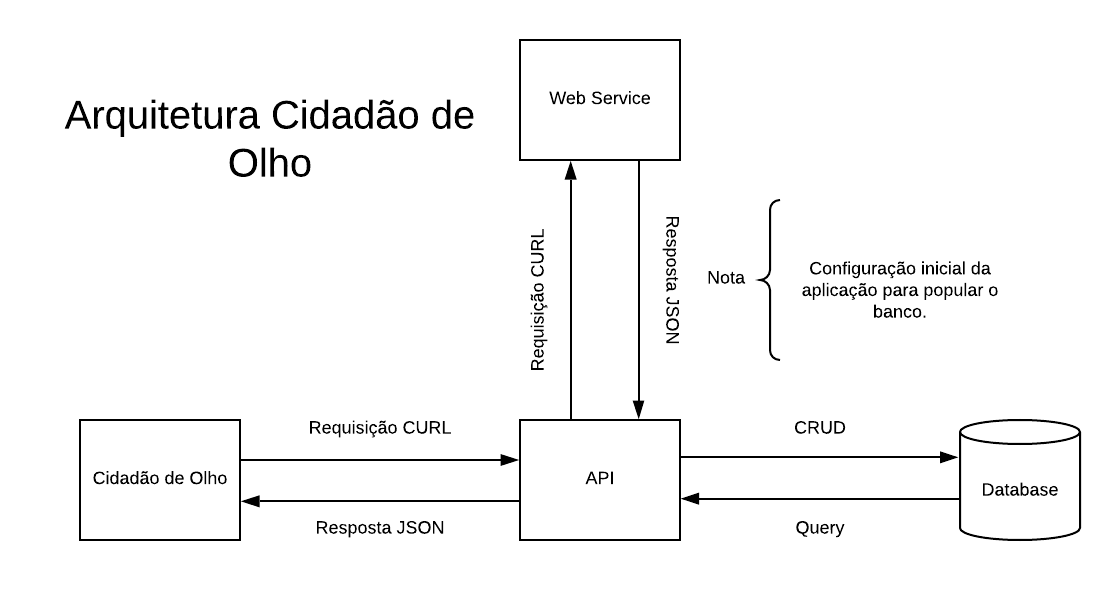 Web Service
Arquitetura Cidadão de
Olho
Requisição CURL
Resposta JSON
Nota
Configuração inicial da
aplicação para popular o
banco.
Requisição CURL
CRUD
Cidadão de Olho
API
Database
Resposta JSON
Query